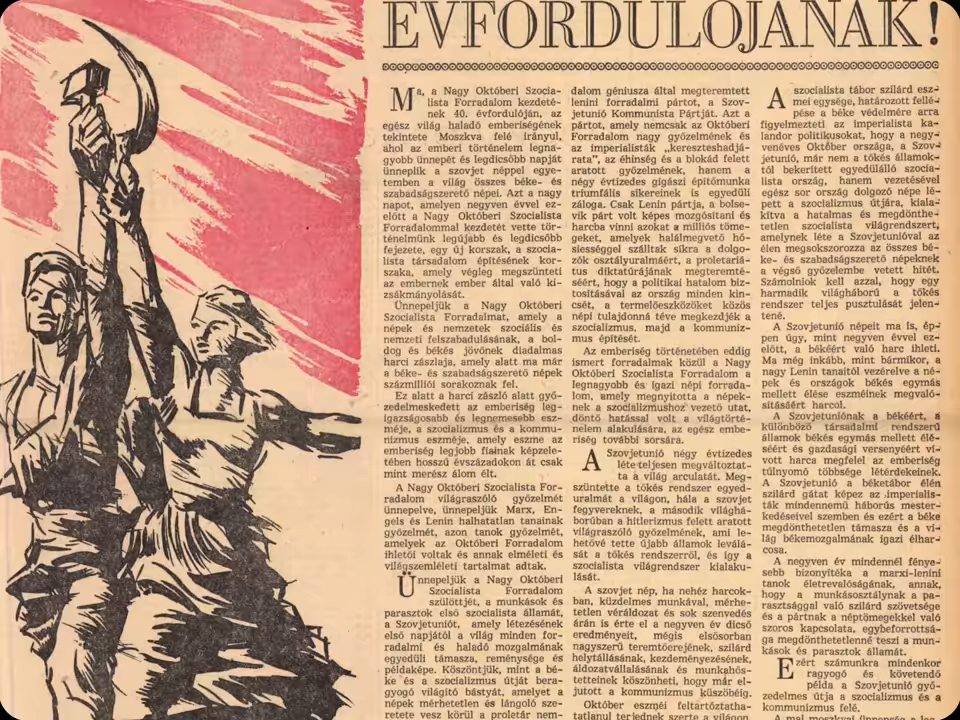 ÉVFORDULÓJÁNAK!
Ma, a Nagy Októberi Szocia-
lista Forradalom kezdeté-
nek 40. évfordulóján, az
egész világ haladó emberiségének
tekintete Moszkva felé irányul,
ahol az emberi történelem legna-
gyobb ünnepét és legdicsőbb napját
ünneplik a szovjet néppel egye-
temben a világ összes béke- és
szabadságszerető népei. Azt a nagy
napot, amelyen negyven évvel ez-
előtt a Nagy Októberi Szocialista
Forradalommal kezdetét vette tör-
ténelmünk legújabb és legdicsőbb
fejezete, egy új korszak, a szocia-
lista társadalom építésének kor-
szaka, amely végleg megszünteti
az embernek ember által való ki-
zsákmányolását.
Ünnepeljük a Nagy Októberi
Szocialista Forradalmat, amely a
népek és nemzetek szociális és
nemzeti felszabadulásának, a bol-
dog és békés jövőnek diadalmas
harci zászlaja, amely alatt ma már
a béke- és szabadságszerető népek
százmilliói sorakoznak fel.
Ez alatt a harci zászló alatt győ-
zedelmeskedett az emberiség leg-
igazságosabb és legnemesebb esz-
méje, a szocializmus és a kommu-
nizmus eszméje, amely eszme az
emberiség legjobb fiainak képzele-
tében hosszú évszázadokon át csak
mint merész álom élt.
A Nagy Októberi Szocialista For-
radalom világraszóló győzelmét
ünnepelve, ünnepeljük Marx, En-
gels és Lenin halhatatlan tanainak
győzelmét, azon tanok győzelmét,
amelyek az Októberi Forradalom
ihletői voltak és annak elméleti és
világszemléleti tartalmat adtak.
Ünnepeljük a Nagy Októberi
Szocialista Forradalom
szülöttjét, a munkások és
parasztok első szocialista államát,
a Szovjetuniót, amely létezésének
első napjától a világ minden for-
radalmi és haladó mozgalmának
egyedüli támasza, reménysége és
példaképe. Köszöntjük, mint a bé-
ke és a szocializmus útját bera-
gyogó világító bástyát, amelyet a
népek mérhetetlen és lángoló sze-
retete vesz körül a proletár nem-
dalom géniusza által megteremtett
lenini forradalmi pártot, a Szov-
jetunió Kommunista Pártját. Azt a
pártot, amely nemcsak az Októberi
Forradalom nagy győzelmének és
az imperialisták „kereszteshadjá-
rata", az éhinség és a blokád felett
aratott győzelmének, hanem a
négy évtizedes gigászi építőmunka
triumfális sikereinek is egyedüli
záloga. Csak Lenin pártja, a bolse-
vik párt volt képes mozgósítani és
harcba vinni azokat a milliós töme-
geket, amelyek halálmegvető hő-
siességgel szálltak síkra a dolgo-
zók osztályuralmáért, a proletariá-
tus diktatúrájának megteremté-
séért, hogy a politikai hatalom biz-
tosításával az ország minden kin-
csét, a termelőeszközöket közös
népi tulajdonná téve megkezdjék a
szocializmus, majd a kommuniz-
mus építését.
Az emberiség történetében eddig
ismert forradalmak közül a Nagy
Októberi Szocialista Forradalom a
legnagyobb és igazi népi forrada-
lom, amely megnyitotta a népek-
nek a szocializmushoz vezető utat,
döntő hatással volt a világtörté-
nelem alakulására, az egész embe-
riség további sorsára.
A Szovjetunió négy évtizedes
léte teljesen megváltoztat-
ta a világ arculatát. Meg-
szüntette a tőkés rendszer egyed-
uralmát a világon, hála a szovjet
fegyvereknek, a második világhá-
borúban a hitlerizmus felett aratott
világraszóló győzelmének, ami le-
hetővé tette újabb államok leválá-
sát a tőkés rendszerről, és így a
szocialista világrendszer kialaku-
lását.
A szovjet nép, ha nehéz harcok-
ban, küzdelmes munkával, mérhe-
tetlen véráldozat és sok szenvedés
árán is érte el a negyven év dicső
eredményeit, mégis elsősorban
nagyszerű teremtőerejének, szilárd
helytállásának, kezdeményezésének,
áldozatvállalásának és munkahős-
tetteinek köszönheti, hogy már el-
jutott a kommunizmus küszöbéig.
Október eszméi feltartóztatha-
tatlanul terjednek szerte a világon.
A szocialista tábor szilárd esz-
mei egysége, határozott fellé-
pése a béke védelmére arra
figyelmezteti az imperialista ka-
landor politikusokat, hogy a negy-
venéves Október országa, a Szov-
jetunió, már nem a tőkés államok-
tól bekerített egyedülálló szocia-
lista ország, hanem vezetésével
egész sor ország dolgozó népe lé-
pett a szocializmus útjára, kiala-
kítva a hatalmas és megdönthe-
tetlen szocialista világrendszert,
amelynek léte a Szovjetunióval az
élen megsokszorozza az összes bé-
ke- és szabadságszerető népeknek
a végső győzelembe vetett hitét.
Számolniok kell azzal, hogy egy
harmadik világháború a tőkés
rendszer teljes pusztulását jelen-
tené.
A Szovjetunió népeit ma is, ép-
pen úgy, mint negyven évvel ez-
előtt, a békéért való harc ihleti.
Ma még inkább, mint bármikor, a
nagy Lenin tanaitól vezérelve a né-
pek és országok békés egymás
mellett élése eszméinek megvaló-
sításáért harcol.
A Szovjetuniónak a békéért, a
különböző társadalmi rendszerű
államok békés egymás mellett élé-
séért és gazdasági versenyéért ví-
vott harca megfelel az emberiség
túlnyomó többsége létérdekeinek.
A Szovjetunió a béketábor élén
szilárd gátat képez az imperialis-
ták mindennemű háborús mester-
kedéseivel szemben és ezért a béke
megdönthetetlen támasza és a vi-
lág békemozgalmának igazi élhar-
cosa.
A negyven év mindennél fénye-
sebb bizonyítéka a marxi-lenini
tanok életrevalóságának, annak,
hogy a munkásosztálynak a pa-
rasztsággal való szilárd szövetsége
és a pártnak a néptömegekkel való
szoros kapcsolata, egybeforrottsá-
ga megdönthetetlenné teszi a mun-
kások és parasztok államát.
Ezért számunkra mindenkor
ragyogó és követendő
példa a Szovjetunió győ-
zedelmes útja a szocializmus és a
kommunizmus felé.